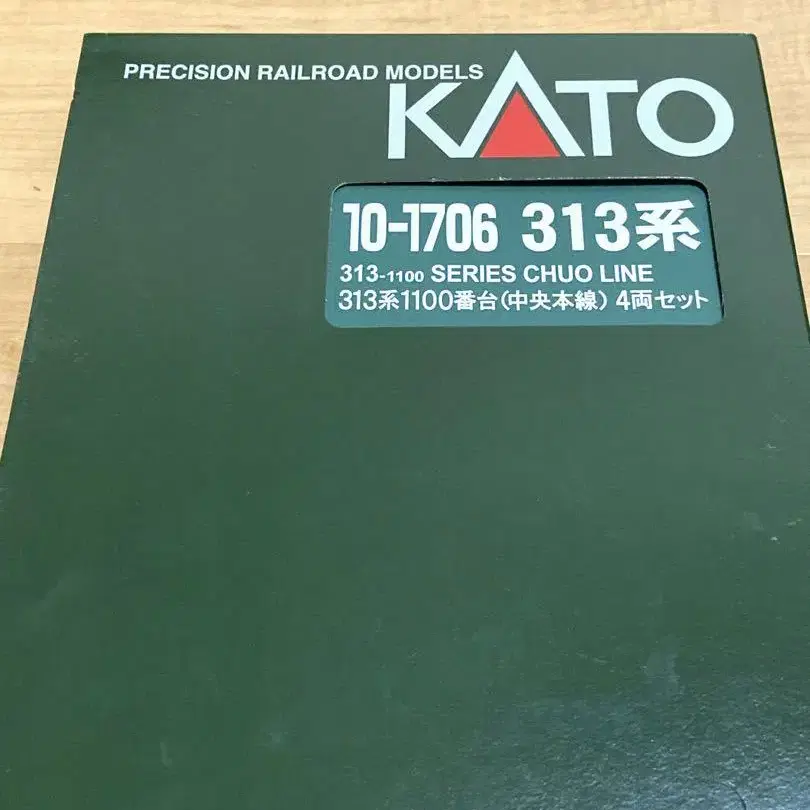 PRECISION RAILROAD MODELS
KATO
10-1706 313系
313-1100 SERIES CHUO LINE
313系1100番台(中央本線) 4両セット